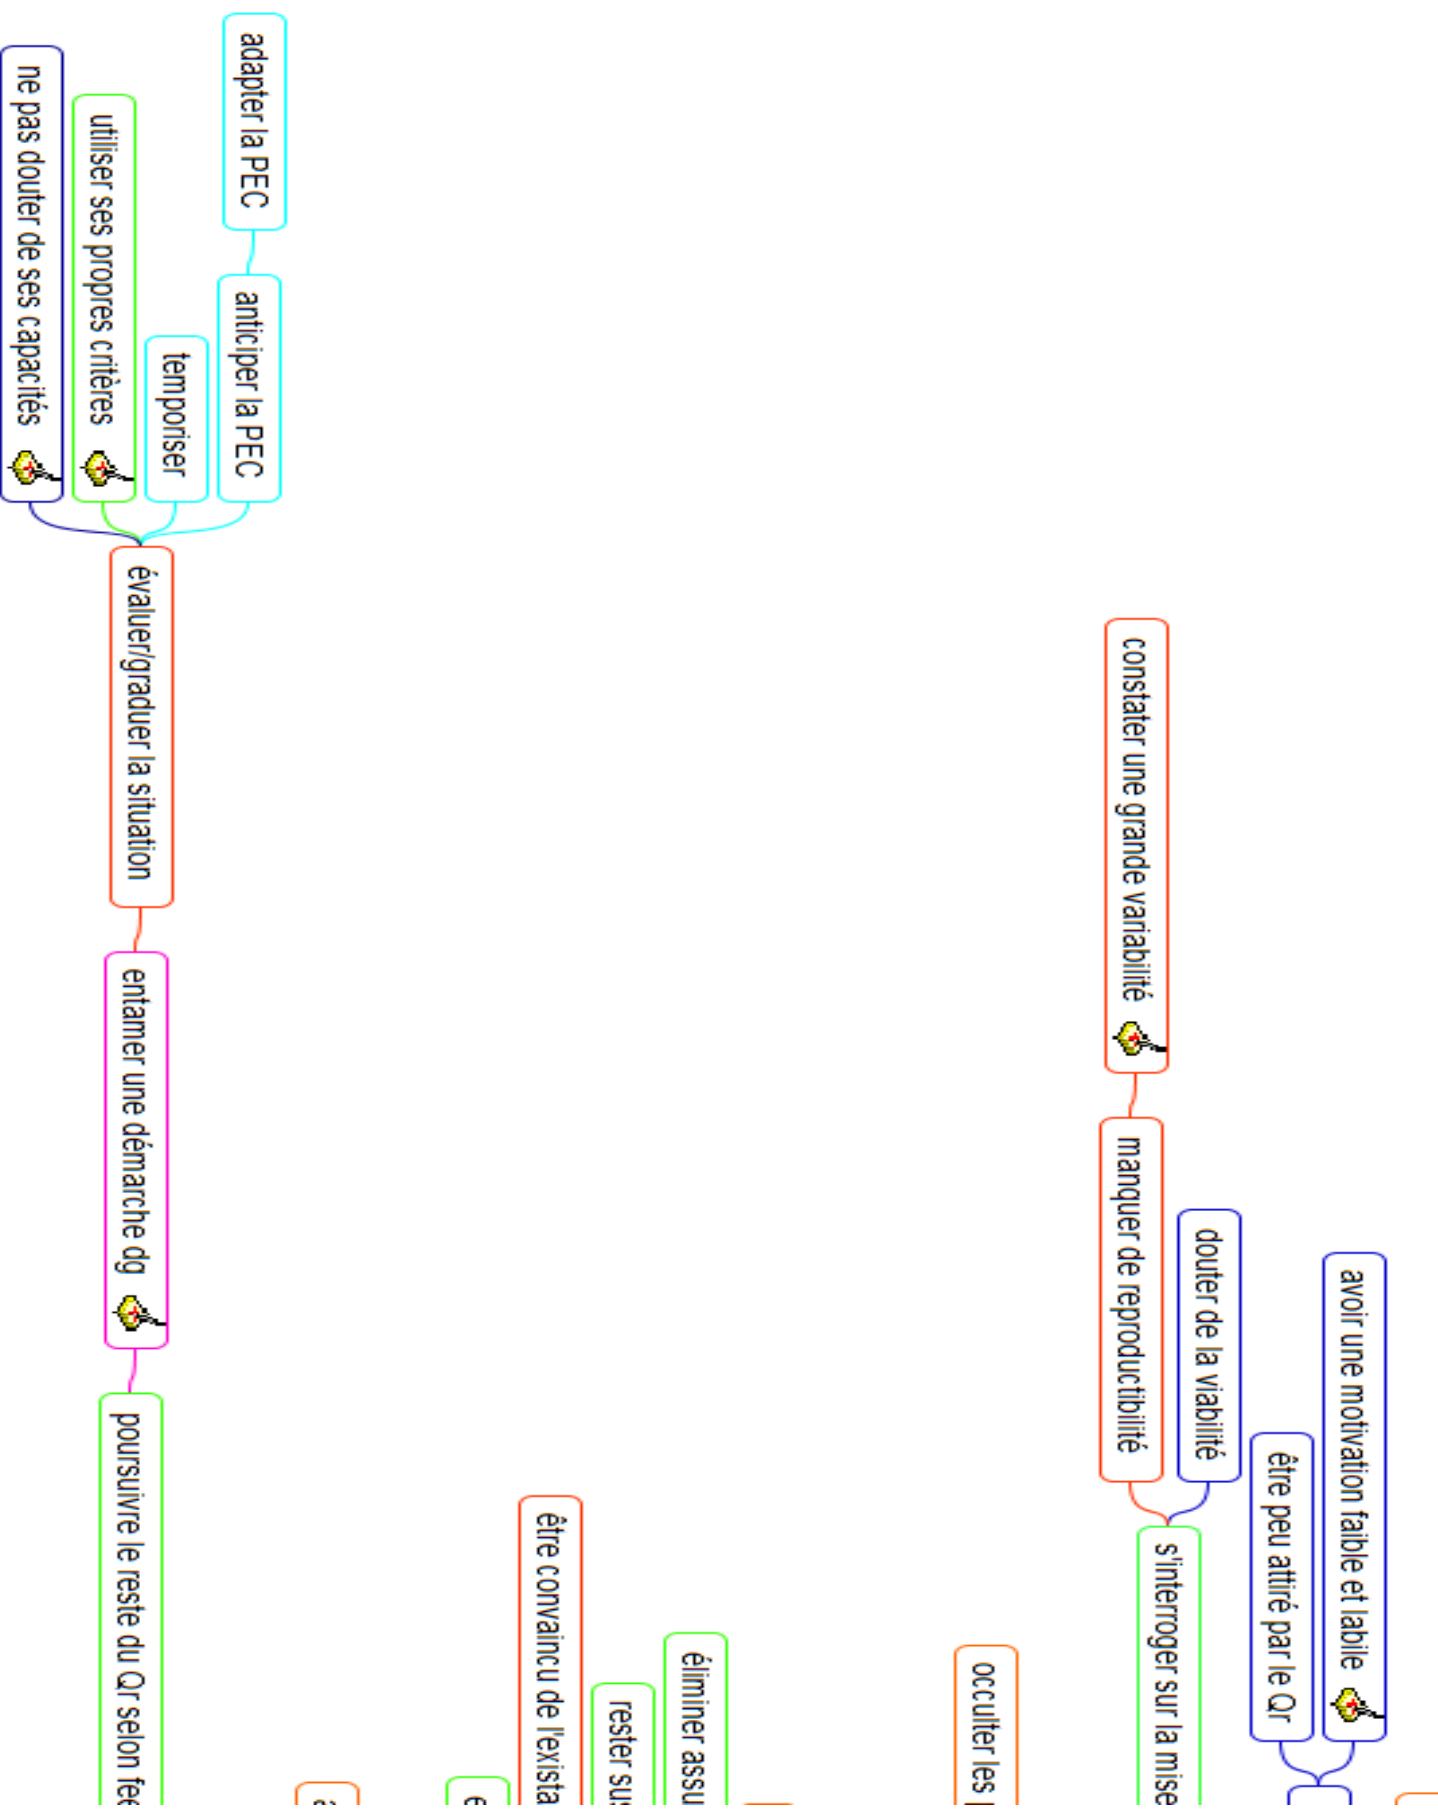 avoir une motivation faible et labile
être peu attiré par le Qr
douter de la viabilité
s'interroger sur la mise
constater une grande variabilité
manquer de reproductibilité
occulter les
éliminer assu
rester sus
être convaincu de l'exista
adapter la PEC
anticiper la PEC
temporiser
utiliser ses propres critères
ne pas douter de ses capacités
évaluer/graduer la situation
entamer une démarche dg
poursuivre le reste du Qr selon fee